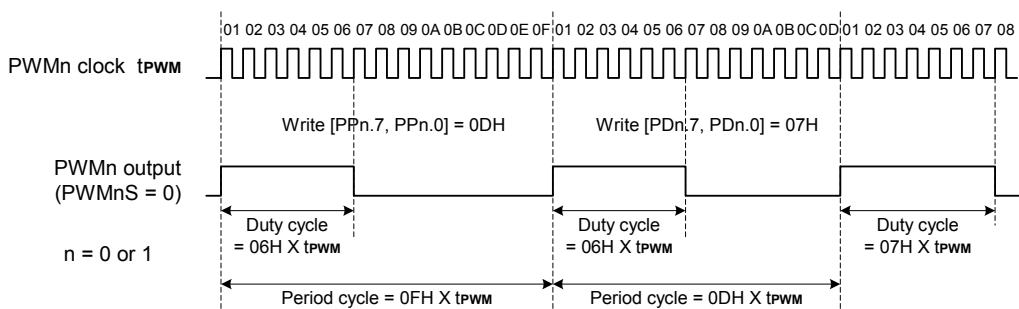 01 02 03 04 05 06 07 08 09 0A 0B 0C 0D 0E 0F 01 02 03 04 05 06 07 08 09 0A 0B 0C 0D 01 02 03 04 05 06 07 08
PWMn clock tPWM
Write [PPn.7, PPn.0] = 0DH Write [PDn.7, PDn.0] = 07H
PWMn output
(PWMnS = 0)
Duty cycle Duty cycle Duty cycle
= 06H X tPWM = 06H X tPWM = 07H X tPWM
n = 0 or 1
Period cycle = 0FH X tPWM Period cycle = 0DH X tPWM